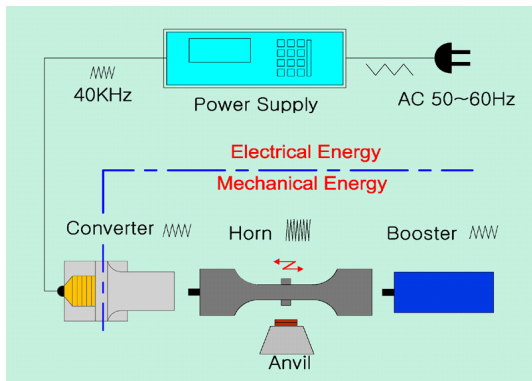 40KHz
Power Supply
AC 50~60Hz
Electrical Energy
Mechanical Energy
Converter
Horn
Booster
Anvil